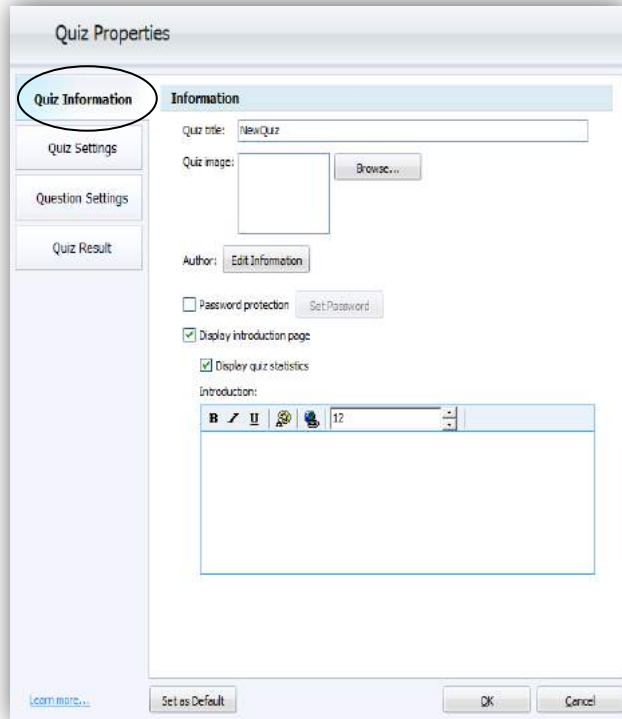 Quiz Properties
Quiz Information
Quiz Settings
Question Settings
Quiz Result
Information
Quiz title: NewQuiz
Quiz image: Browse...
Author: Edit Information
Password protection Set Password
Display introduction page
Display quiz statistics
Introduction:
B I U 12
Learn more... Set as Default OK Cancel